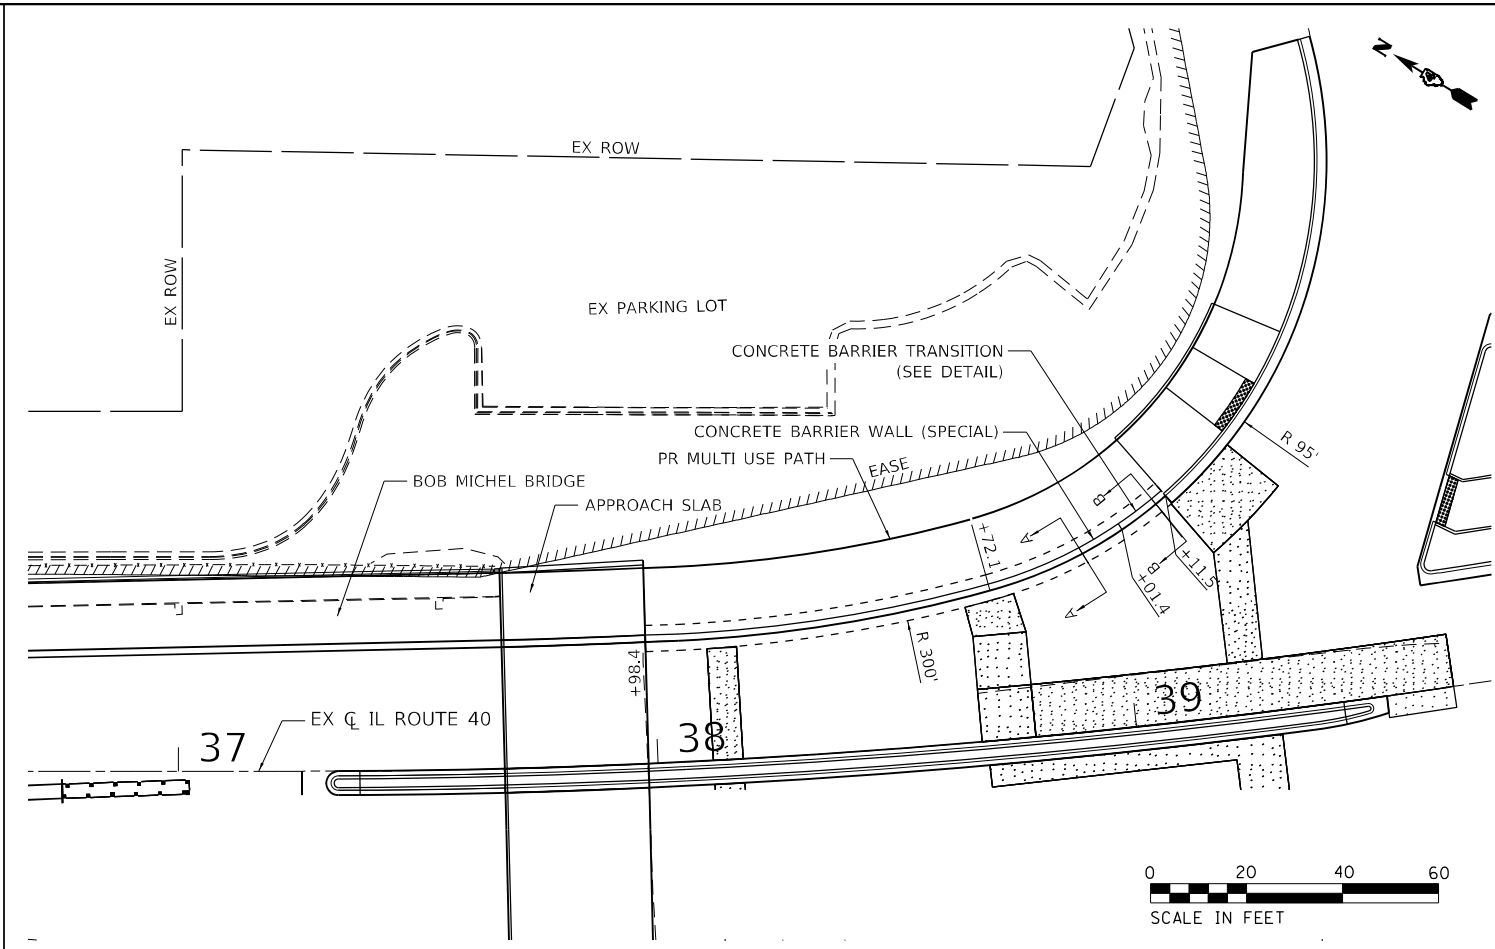 N
EX ROW
EX ROW
EX PARKING LOT
CONCRETE BARRIER TRANSITION
(SEE DETAIL)
CONCRETE BARRIER WALL (SPECIAL)
PR MULTI USE PATH
EASE
R 95'
BOB MICHEL BRIDGE
APPROACH SLAB
+72.1
A
B
B
A
+11.5
+01.4
R 300'
+98.4
EX ℄ IL ROUTE 40
37
38
39
0 20 40 60
SCALE IN FEET